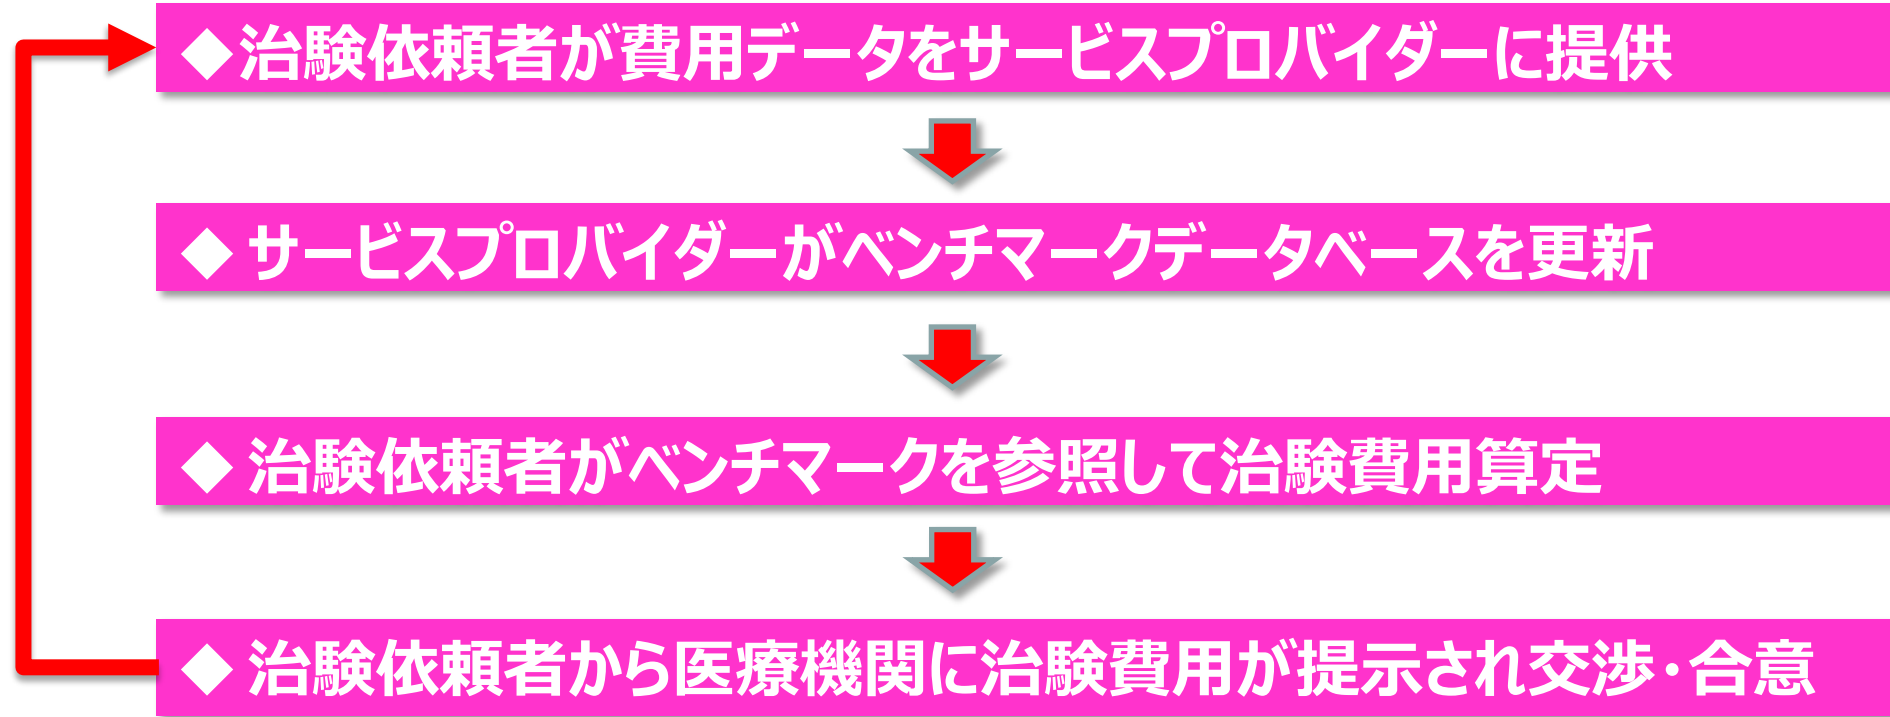 ◆治験依頼者が費用データをサービスプロバイダーに提供
◆ サービスプロバイダーがベンチマークデータベースを更新
◆ 治験依頼者がベンチマークを参照して治験費用算定
◆ 治験依頼者から医療機関に治験費用が提示され交渉・合意